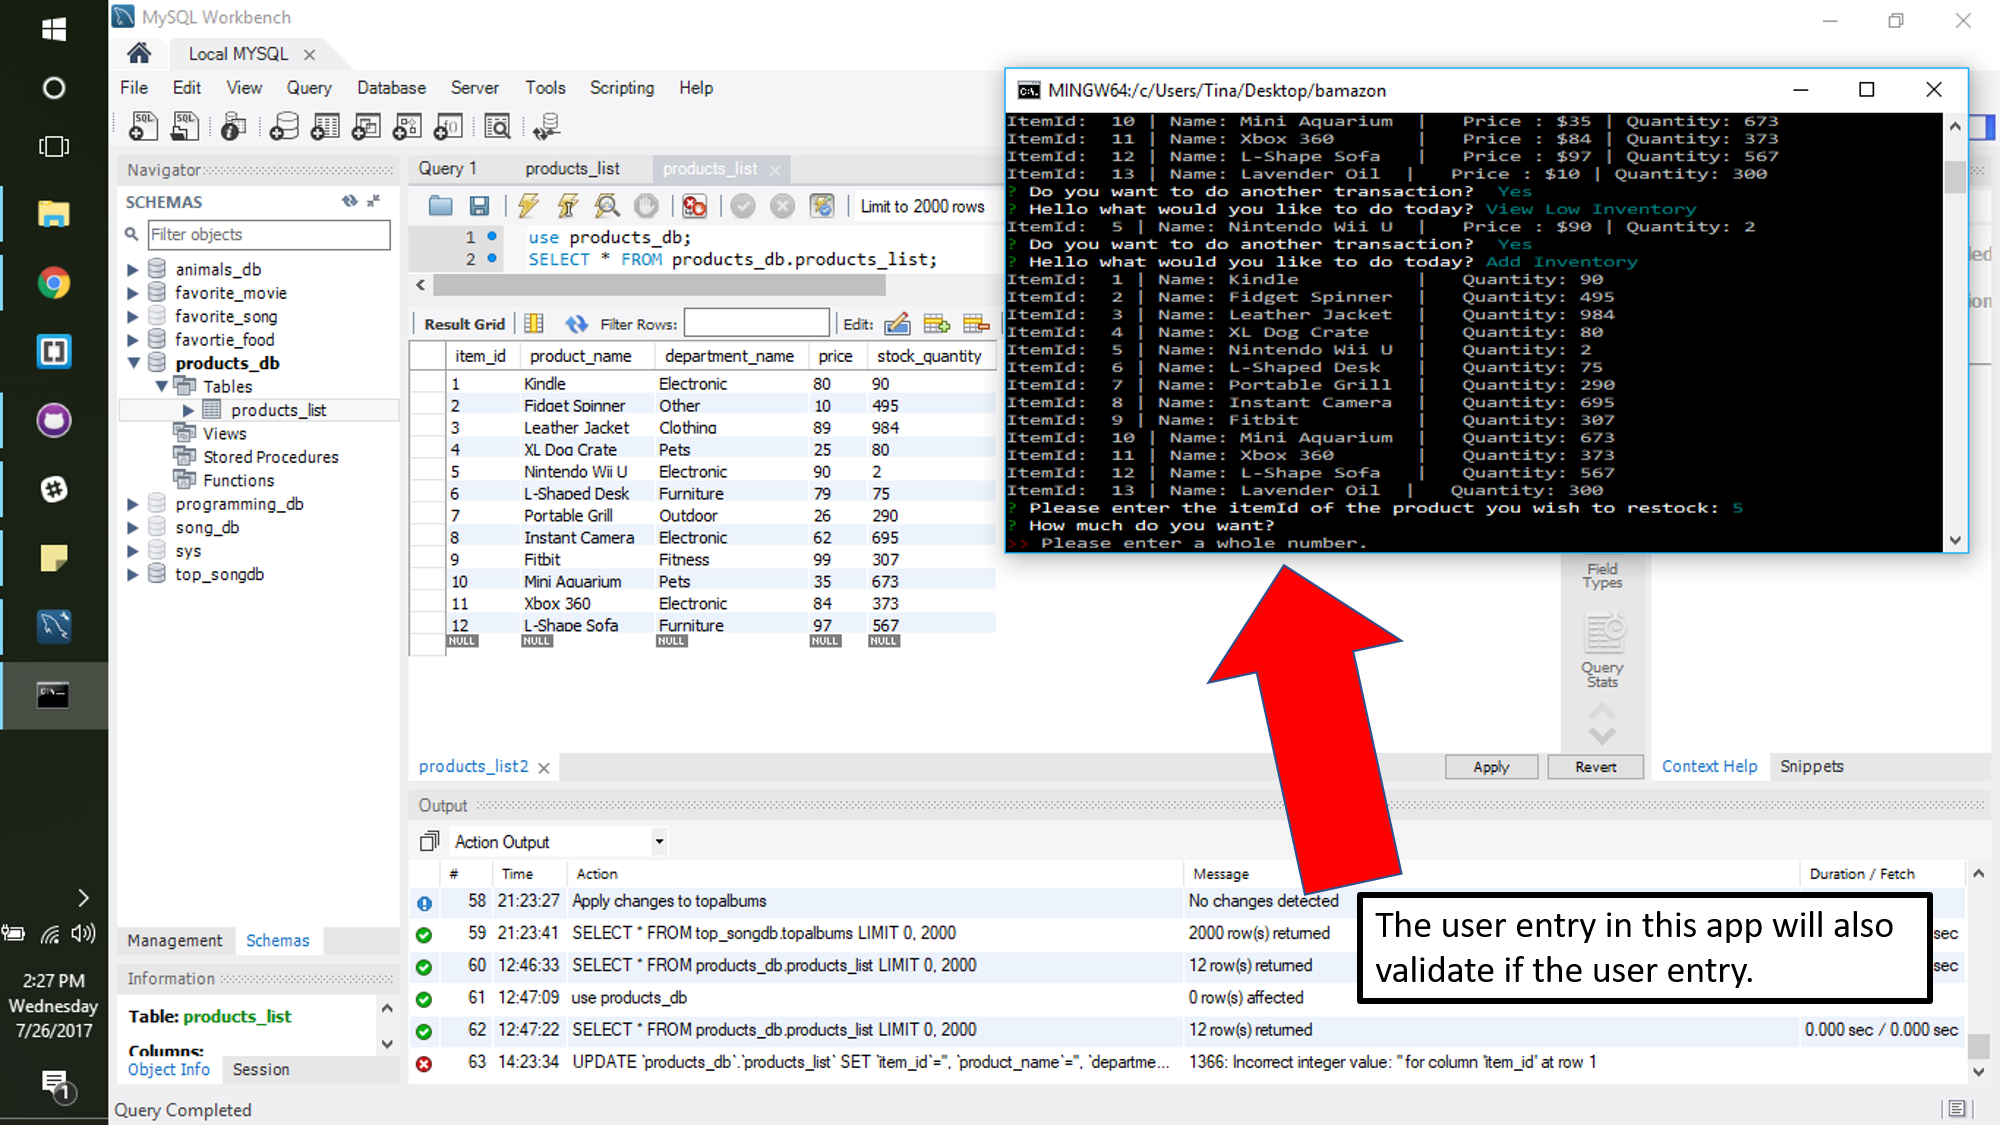 MySQL Workbench
Local MYSQL
File Edit View Query Database Server Tools Scripting Help
Navigator
SCHEMAS
Filter objects
animals_db
favorite_movie
favorite_song
favortie_food
products_db
Tables
products_list
Views
Stored Procedures
Functions
programming_db
song_db
sys
top_songdb
Management Schemas
Information
Table: products_list
Columns:
Object Info Session
Query Completed
2:27 PM
Wednesday
7/26/2017
1
Query 1 products_list products_list
Limit to 2000 rows
1 use products_db;
2 SELECT * FROM products_db.products_list;
Result Grid Filter Rows: Edit:
item_id product_name department_name price stock_quantity
1 Kindle Electronic 80 90
2 Fidget Spinner Other 10 495
3 Leather Jacket Clothing 89 984
4 XL Dog Crate Pets 25 80
5 Nintendo Wii U Electronic 90 2
6 L-Shaped Desk Furniture 79 75
7 Portable Grill Outdoor 26 290
8 Instant Camera Electronic 62 695
9 Fitbit Fitness 99 307
10 Mini Aquarium Pets 35 673
11 Xbox 360 Electronic 84 373
12 L-Shape Sofa Furniture 97 567
NULL NULL NULL NULL NULL
MINGW64:/c/Users/Tina/Desktop/bamazon
ItemId: 10 | Name: Mini Aquarium | Price : $35 | Quantity: 673
ItemId: 11 | Name: Xbox 360 | Price : $84 | Quantity: 373
ItemId: 12 | Name: L-Shape Sofa | Price : $97 | Quantity: 567
ItemId: 13 | Name: Lavender Oil | Price : $10 | Quantity: 300
? Do you want to do another transaction? Yes
? Hello what would you like to do today? View Low Inventory
ItemId: 5 | Name: Nintendo Wii U | Price : $90 | Quantity: 2
? Do you want to do another transaction? Yes
? Hello what would you like to do today? Add Inventory
ItemId: 1 | Name: Kindle | Quantity: 90
ItemId: 2 | Name: Fidget Spinner | Quantity: 495
ItemId: 3 | Name: Leather Jacket | Quantity: 984
ItemId: 4 | Name: XL Dog Crate | Quantity: 80
ItemId: 5 | Name: Nintendo Wii U | Quantity: 2
ItemId: 6 | Name: L-Shaped Desk | Quantity: 75
ItemId: 7 | Name: Portable Grill | Quantity: 290
ItemId: 8 | Name: Instant Camera | Quantity: 695
ItemId: 9 | Name: Fitbit | Quantity: 307
ItemId: 10 | Name: Mini Aquarium | Quantity: 673
ItemId: 11 | Name: Xbox 360 | Quantity: 373
ItemId: 12 | Name: L-Shape Sofa | Quantity: 567
ItemId: 13 | Name: Lavender Oil | Quantity: 300
? Please enter the itemId of the product you wish to restock: 5
? How much do you want?
>> Please enter a whole number.
Field
Types
Query
Stats
products_list2
Apply Revert Context Help Snippets
Output
Action Output
# Time Action Message Duration / Fetch
58 21:23:27 Apply changes to topalbums No changes detected
59 21:23:41 SELECT * FROM top_songdb.topalbums LIMIT 0, 2000 2000 row(s) returned sec
60 12:46:33 SELECT * FROM products_db.products_list LIMIT 0, 2000 12 row(s) returned sec
61 12:47:09 use products_db 0 row(s) affected
62 12:47:22 SELECT * FROM products_db.products_list LIMIT 0, 2000 12 row(s) returned 0.000 sec / 0.000 sec
63 14:23:34 UPDATE `products_db`.`products_list` SET `item_id`='', `product_name`='', `departme... 1366: Incorrect integer value: '' for column 'item_id' at row 1
The user entry in this app will also
validate if the user entry.